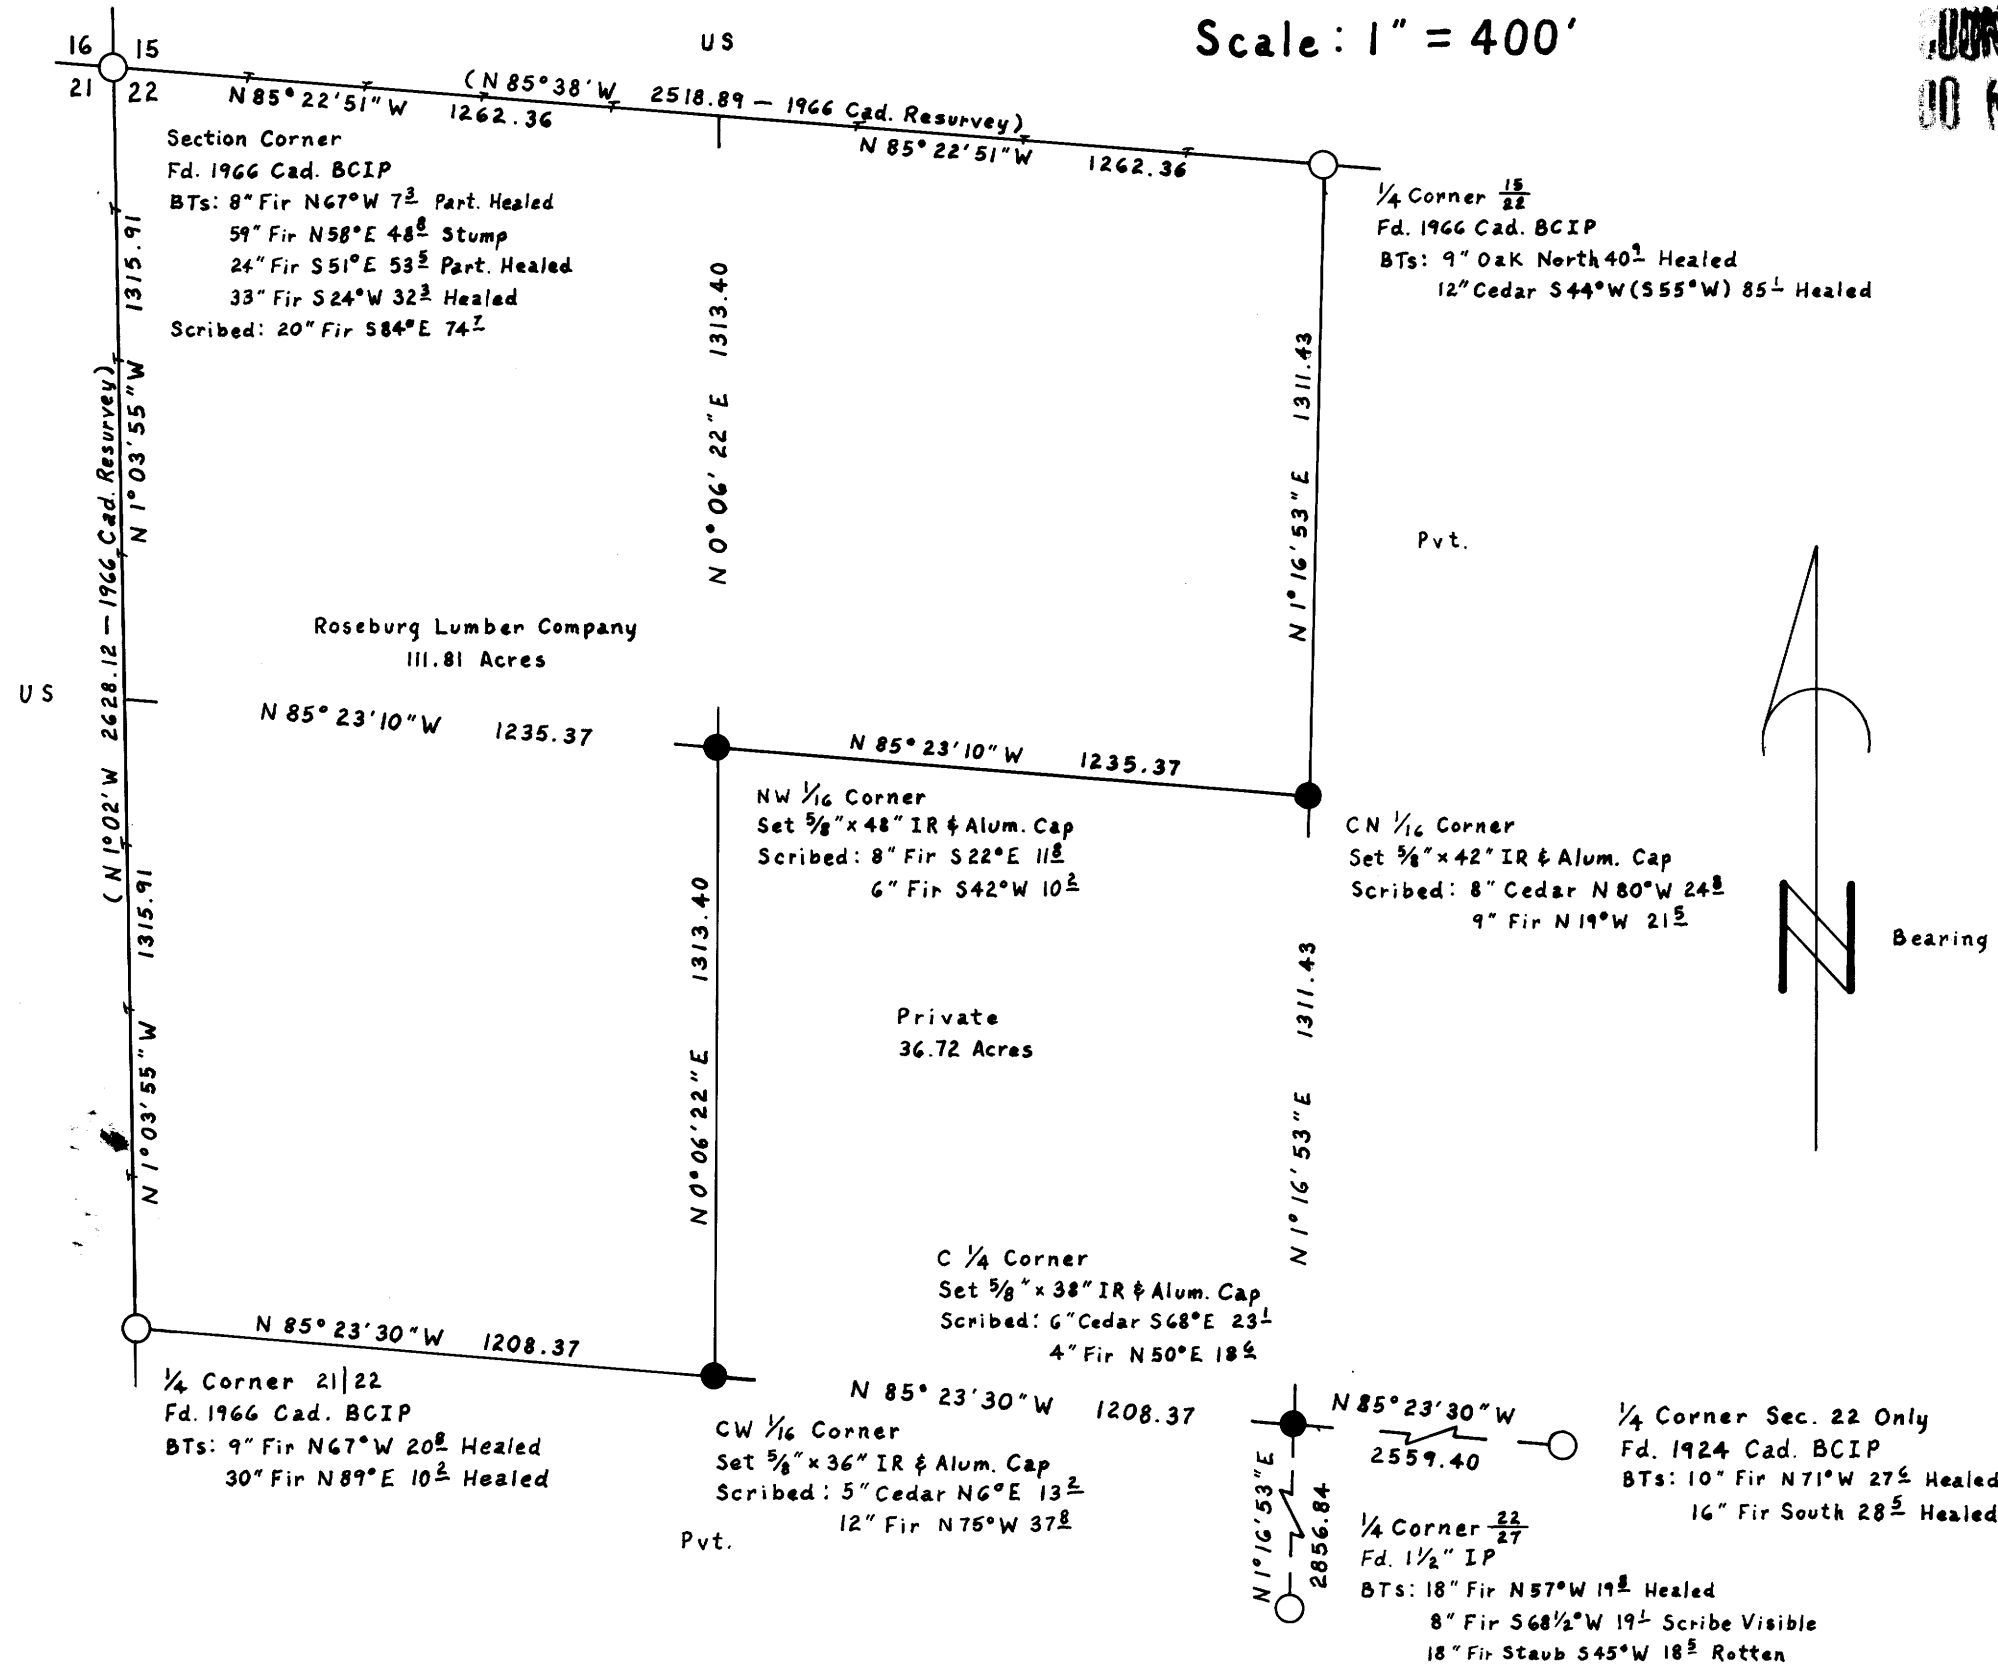 Scale: 1" = 400'
US
16 15
21 22
(N 85° 38' W 2518.89 — 1966 Cad. Resurvey)
N 85° 22' 51" W 1262.36
N 85° 22' 51" W 1262.36
Section Corner
Fd. 1966 Cad. BCIP
BTs: 8" Fir N67°W 7 3 Part. Healed
59" Fir N58°E 48 8 Stump
24" Fir S51°E 53 5 Part. Healed
33" Fir S24°W 32 3 Healed
Scribed: 20" Fir S84°E 74 7
1/4 Corner 15/22
Fd. 1966 Cad. BCIP
BTs: 9" Oak North 40 9 Healed
12" Cedar S44°W (S55°W) 85 1 Healed
N 1° 03' 55" W 1315.91
(N 1° 02' W 2628.12 — 1966 Cad. Resurvey)
N 0° 06' 22" E 1313.40
N 1° 16' 53" E 1311.43
Pvt.
Roseburg Lumber Company
111.81 Acres
US
N 85° 23' 10" W 1235.37
N 85° 23' 10" W 1235.37
NW 1/16 Corner
Set 5/8" x 48" IR & Alum. Cap
Scribed: 8" Fir S22°E 11 8
6" Fir S42°W 10 2
CN 1/16 Corner
Set 5/8" x 42" IR & Alum. Cap
Scribed: 8" Cedar N80°W 24 8
9" Fir N19°W 21 5
N
Bearing
N 1° 03' 55" W 1315.91
N 0° 06' 22" E 1313.40
Private
36.72 Acres
N 1° 16' 53" E 1311.43
C 1/4 Corner
Set 5/8" x 38" IR & Alum. Cap
Scribed: 6" Cedar S68°E 23 1
4" Fir N50°E 18 6
N 85° 23' 30" W 1208.37
1/4 Corner 21|22
Fd. 1966 Cad. BCIP
BTs: 9" Fir N67°W 20 8 Healed
30" Fir N89°E 10 2 Healed
N 85° 23' 30" W 1208.37
CW 1/16 Corner
Set 5/8" x 36" IR & Alum. Cap
Scribed: 5" Cedar N6°E 13 2
12" Fir N75°W 37 8
Pvt.
N 85° 23' 30" W
2559.40
1/4 Corner Sec. 22 Only
Fd. 1924 Cad. BCIP
BTs: 10" Fir N71°W 27 6 Healed
16" Fir South 28 5 Healed
N 1° 16' 53" E
2856.84
1/4 Corner 22/27
Fd. 1 1/2" IP
BTs: 18" Fir N57°W 19 8 Healed
8" Fir S68 1/2°W 19 1 Scribe Visible
18" Fir Staub S45°W 18 5 Rotten